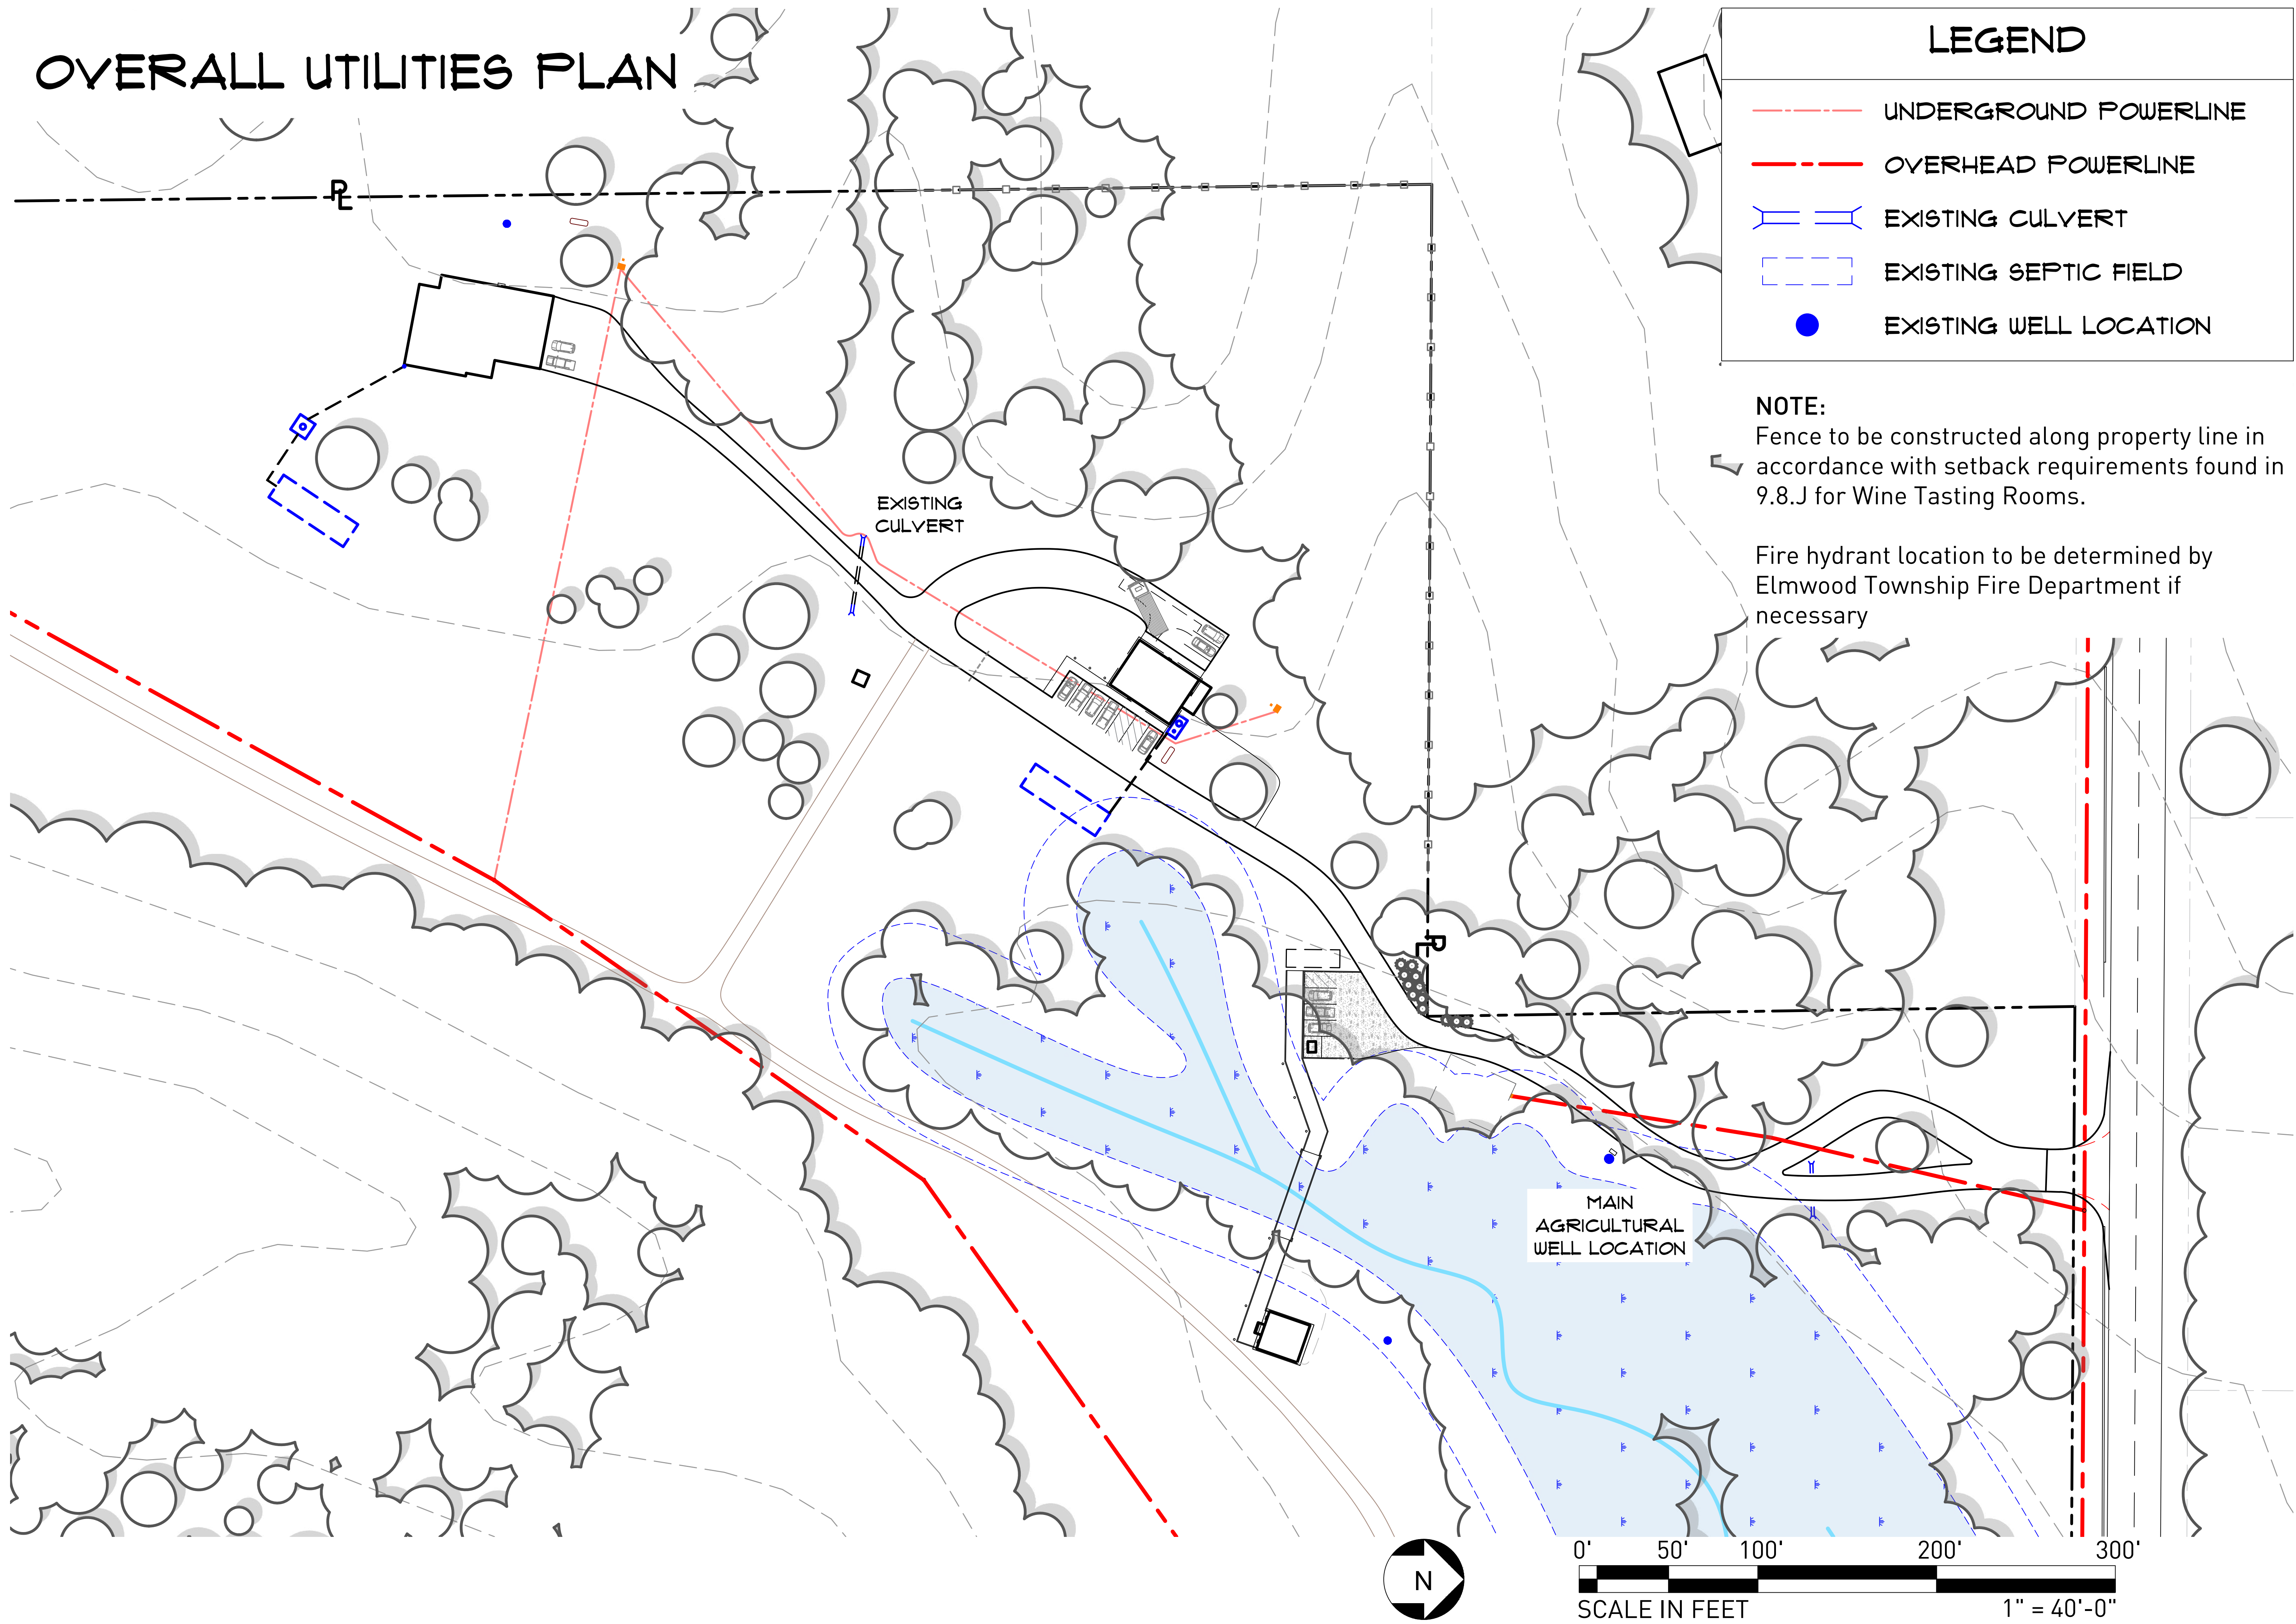 OVERALL UTILITIES PLAN
LEGEND
UNDERGROUND POWERLINE
OVERHEAD POWERLINE
EXISTING CULVERT
EXISTING SEPTIC FIELD
EXISTING WELL LOCATION
NOTE:
Fence to be constructed along property line in
accordance with setback requirements found in
9.8.J for Wine Tasting Rooms.
Fire hydrant location to be determined by
Elmwood Township Fire Department if
necessary
PL
EXISTING
CULVERT
PL
MAIN
AGRICULTURAL
WELL LOCATION
N
0' 50' 100' 200' 300'
SCALE IN FEET 1" = 40'-0"